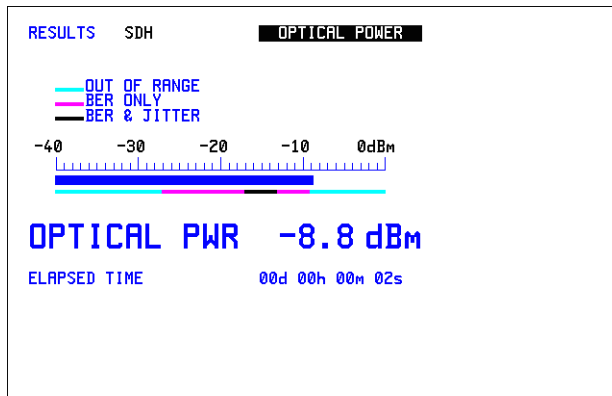 RESULTS SDH OPTICAL POWER
OUT OF RANGE
BER ONLY
BER & JITTER
-40 -30 -20 -10 0dBm
OPTICAL PWR -8.8 dBm
ELAPSED TIME 00d 00h 00m 02s